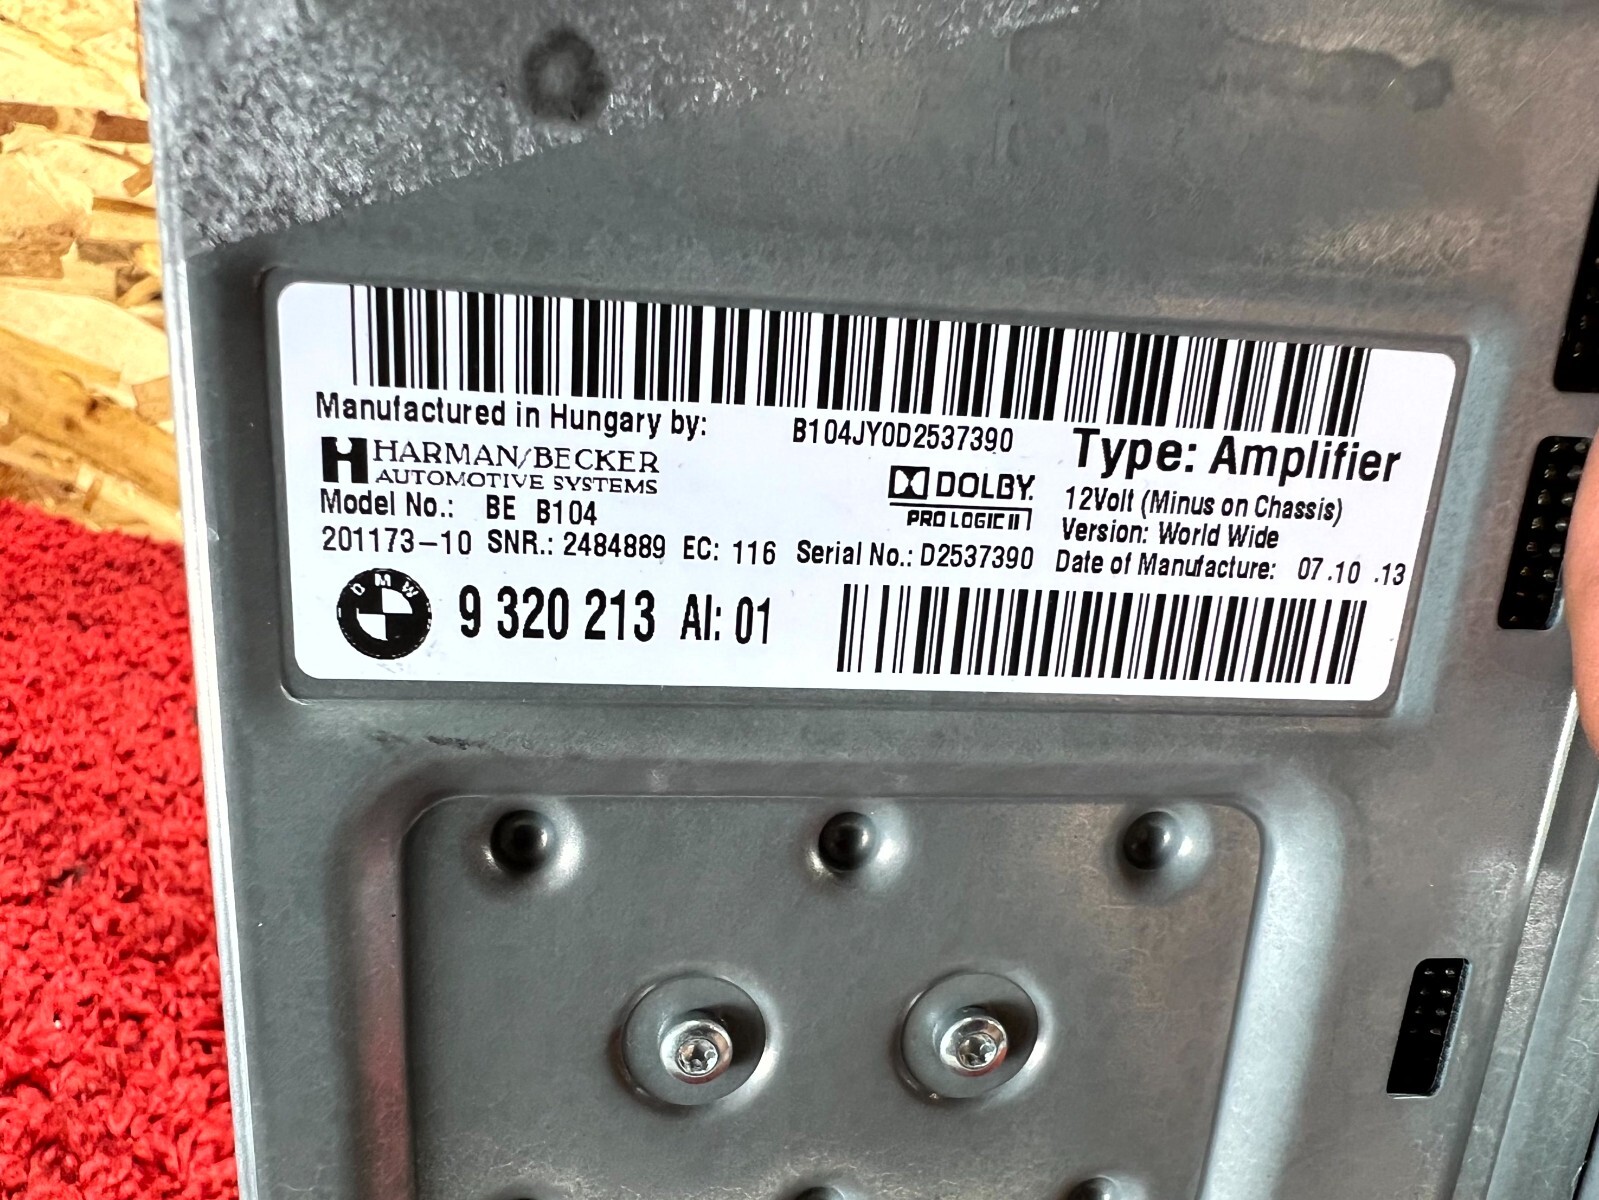 Manufactured in Hungary by:
B104JY0D2537390
Type: Amplifier
HARMAN/BECKER
AUTOMOTIVE SYSTEMS
DOLBY.
PRO LOGIC II
12Volt (Minus on Chassis)
Version: World Wide
Model No.: BE B104
201173-10 SNR.: 2484889 EC: 116 Serial No.: D2537390 Date of Manufacture: 07.10 .13
BMW
9 320 213 AI: 01